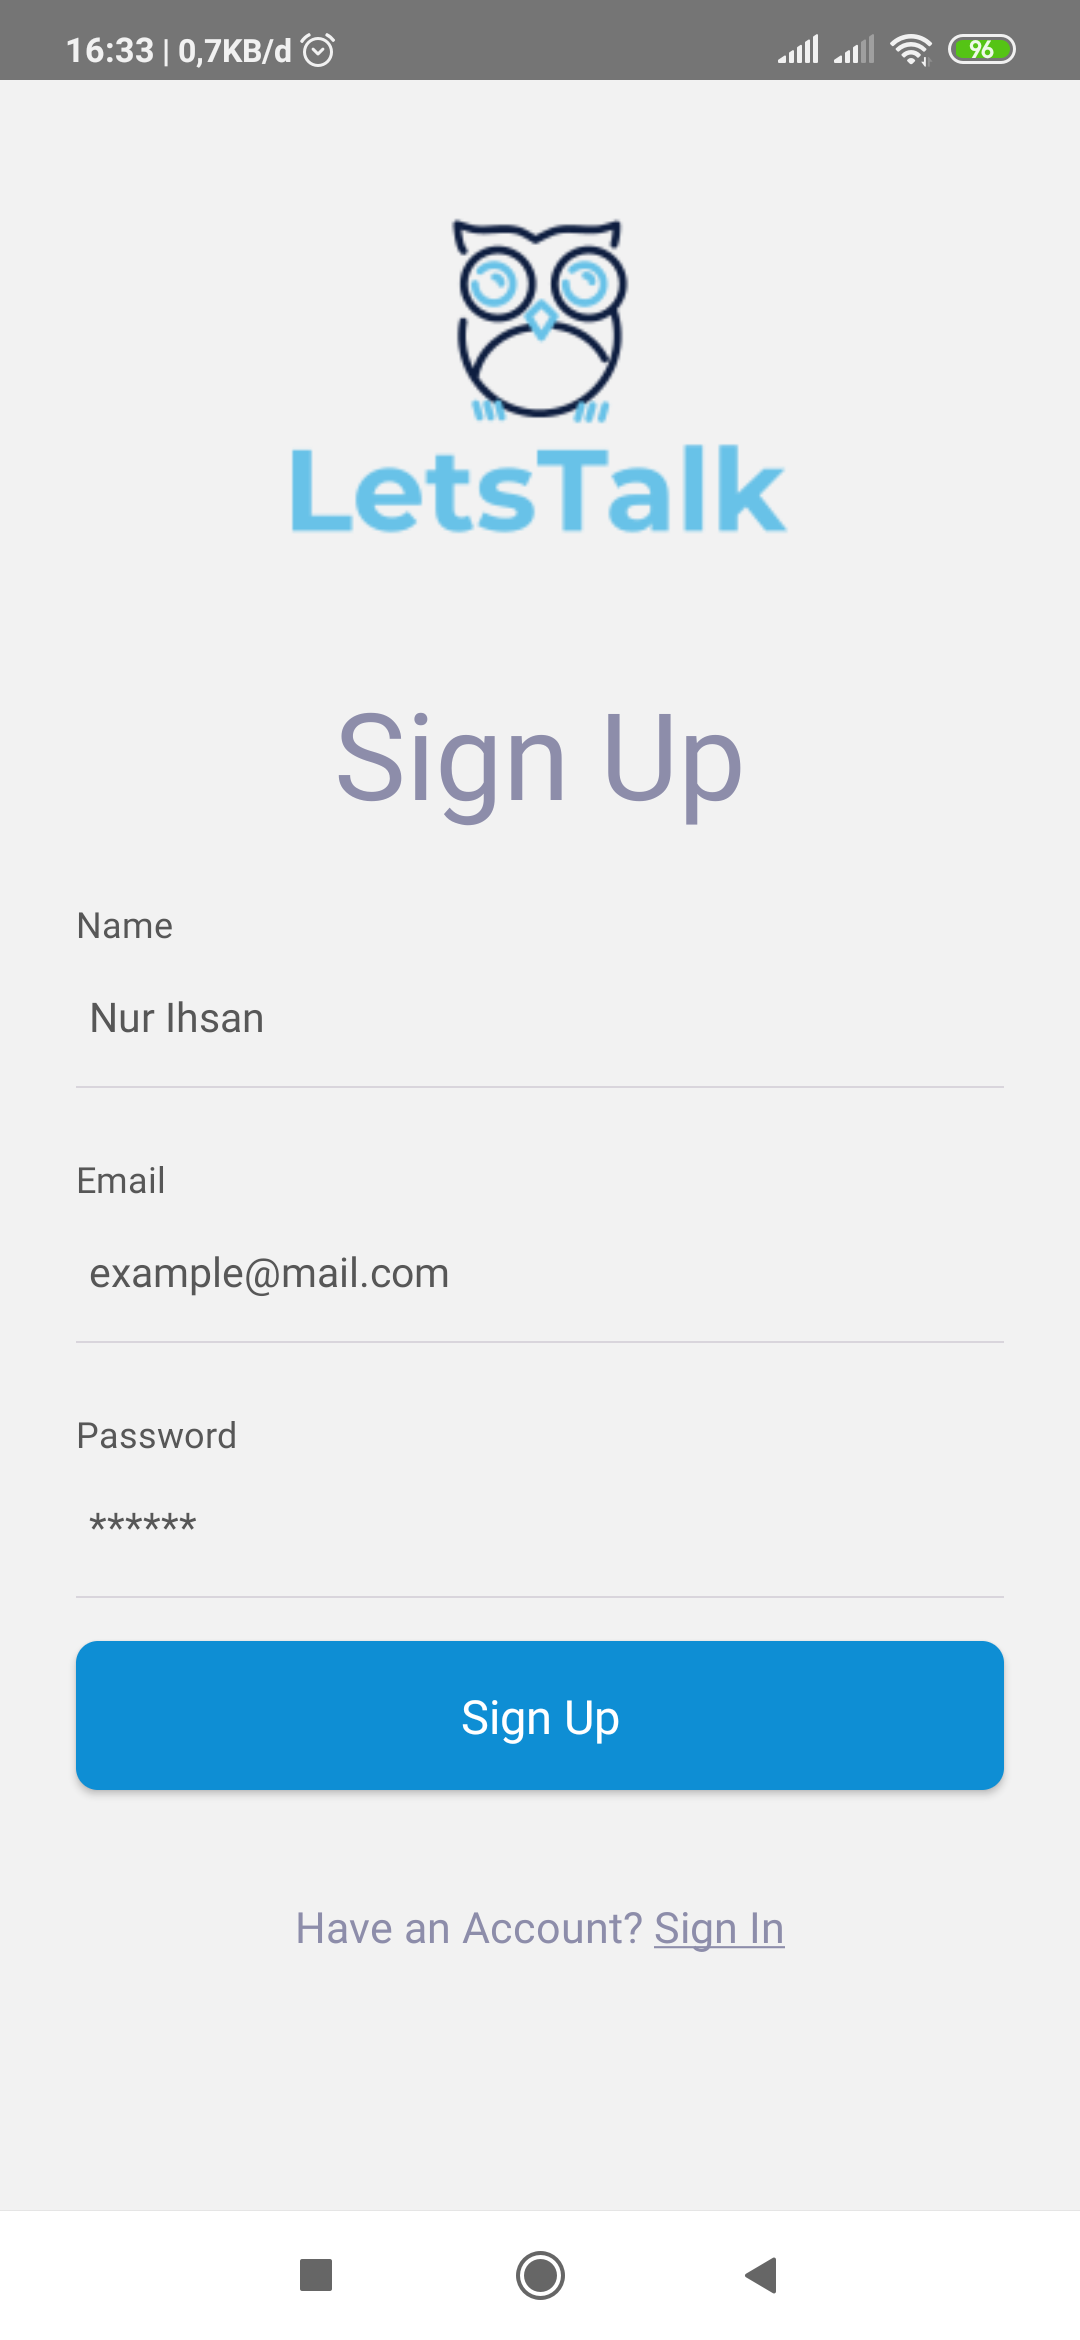 16:33 | 0,7KB/d
96
LetsTalk
Sign Up
Name
Nur Ihsan
Email
example@mail.com
Password
******
Sign Up
Have an Account? Sign In